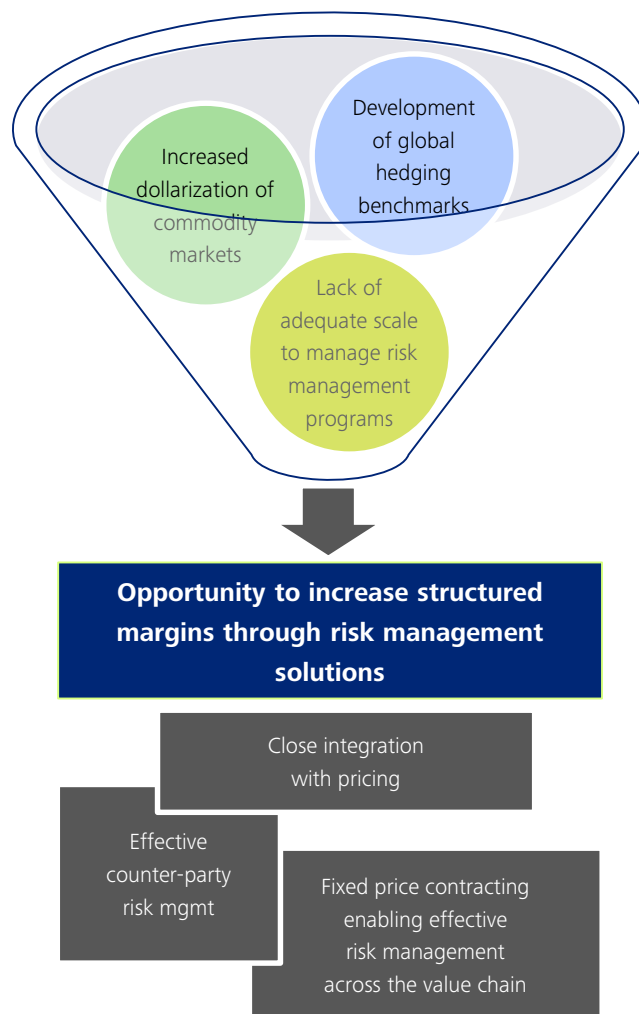 Development
of global
hedging
benchmarks
Increased
dollarization of
commodity
markets
Lack of
adequate scale
to manage risk
management
programs
Opportunity to increase structured
margins through risk management
solutions
Close integration
with pricing
Effective
counter-party
risk mgmt
Fixed price contracting
enabling effective
risk management
across the value chain